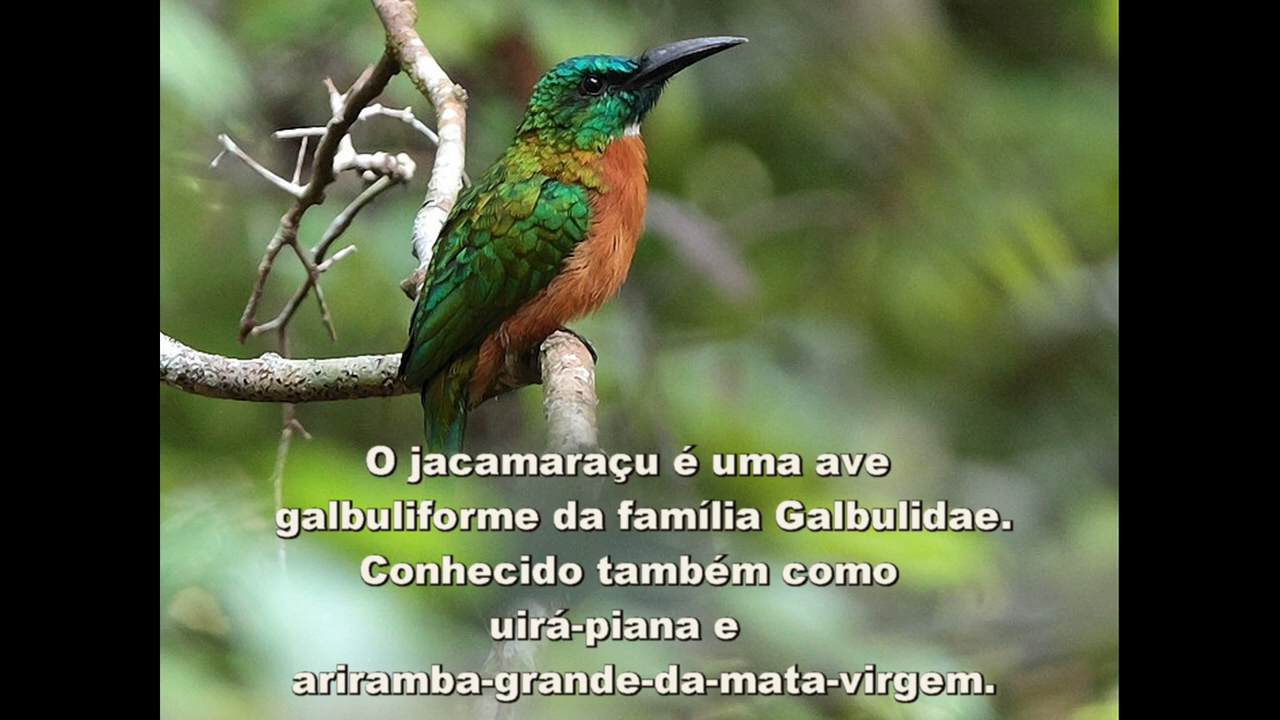 O jacamaraçu é uma ave
galbuliforme da família Galbulidae.
Conhecido também como
uirá-piana e
ariramba-grande-da-mata-virgem.